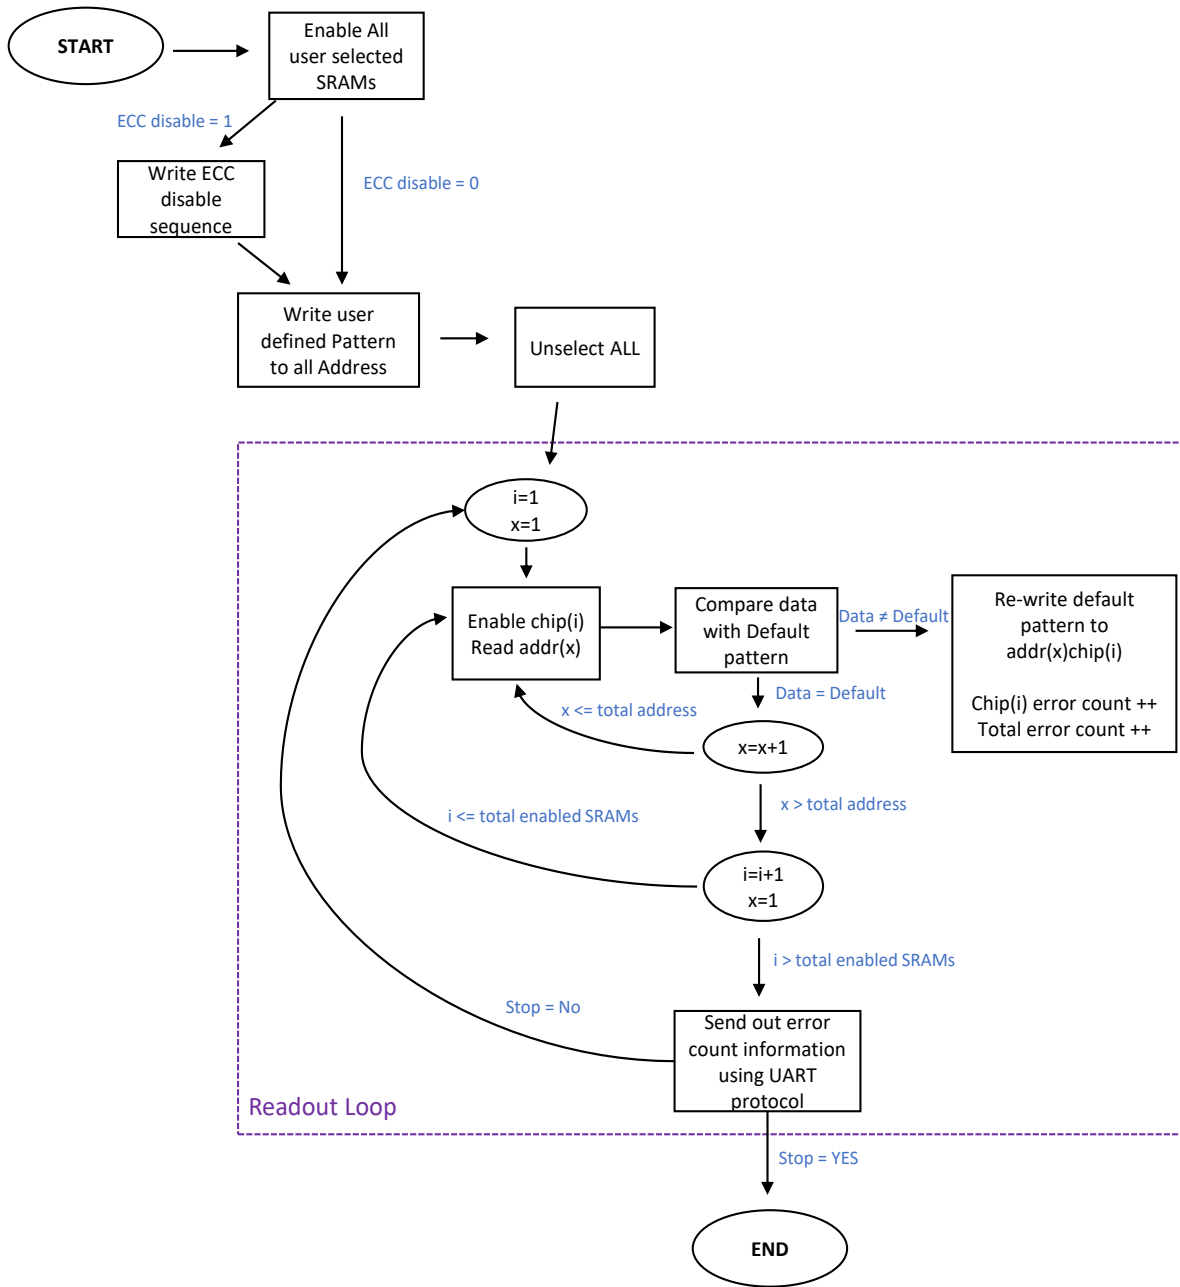 START
Enable All
user selected
SRAMs
ECC disable = 1
Write ECC
disable
sequence
ECC disable = 0
Write user
defined Pattern
to all Address
Unselect ALL
i=1
x=1
Enable chip(i)
Read addr(x)
Compare data
with Default
pattern
Data ≠ Default
Re-write default
pattern to
addr(x)chip(i)
Chip(i) error count ++
Total error count ++
Data = Default
x <= total address
x=x+1
x > total address
i <= total enabled SRAMs
i=i+1
x=1
i > total enabled SRAMs
Stop = No
Send out error
count information
using UART
protocol
Readout Loop
Stop = YES
END